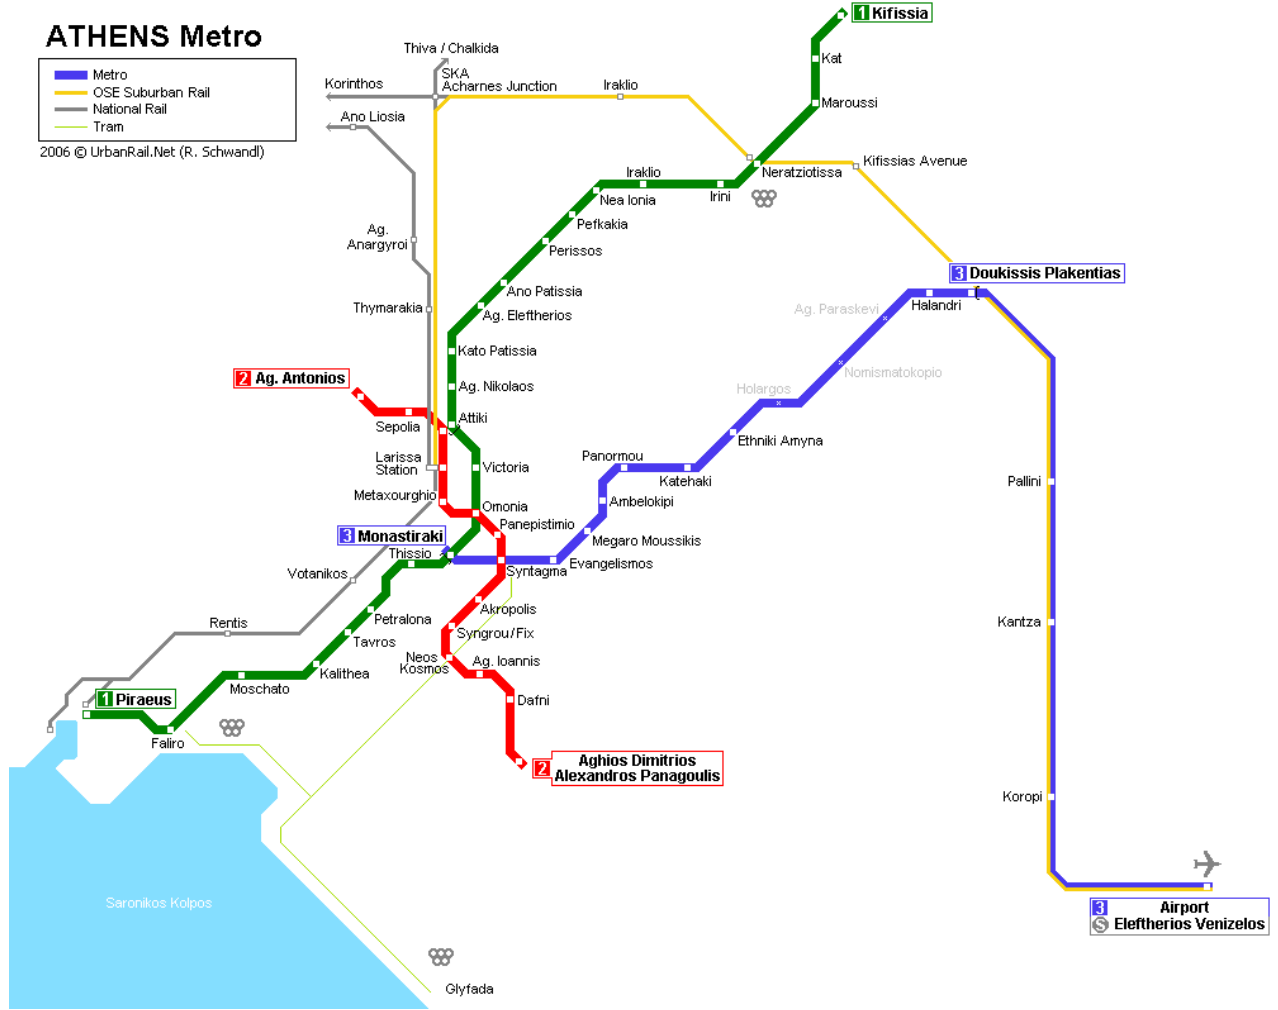 ATHENS Metro
Metro
OSE Suburban Rail
National Rail
Tram
2006 © UrbanRail.Net (R. Schwandl)
1 Kifissia
Kat
Maroussi
Thiva / Chalkida
SKA
Acharnes Junction
Korinthos
Ano Liosia
Iraklio
Neratziotissa
Kifissias Avenue
Iraklio
Nea Ionia
Irini
Pefkakia
Perissos
Ag.
Anargyroi
Ano Patissia
Ag. Eleftherios
Thymarakia
Kato Patissia
Ag. Nikolaos
Attiki
2 Ag. Antonios
Sepolia
Larissa
Station
Victoria
Metaxourghio
Omonia
Panepistimio
3 Monastiraki
Thissio
Syntagma
Evangelismos
Megaro Moussikis
Ambelokipi
Panormou
Katehaki
Ethniki Amyna
Holargos
Nomismatokopio
Ag. Paraskevi
Halandri
3 Doukissis Plakentias
Pallini
Kantza
Koropi
3 Airport
S Eleftherios Venizelos
Votanikos
Rentis
Petralona
Tavros
Kalithea
Moschato
1 Piraeus
Faliro
Akropolis
Syngrou/Fix
Neos
Kosmos
Ag. Ioannis
Dafni
2 Aghios Dimitrios
Alexandros Panagoulis
Saronikos Kolpos
Glyfada